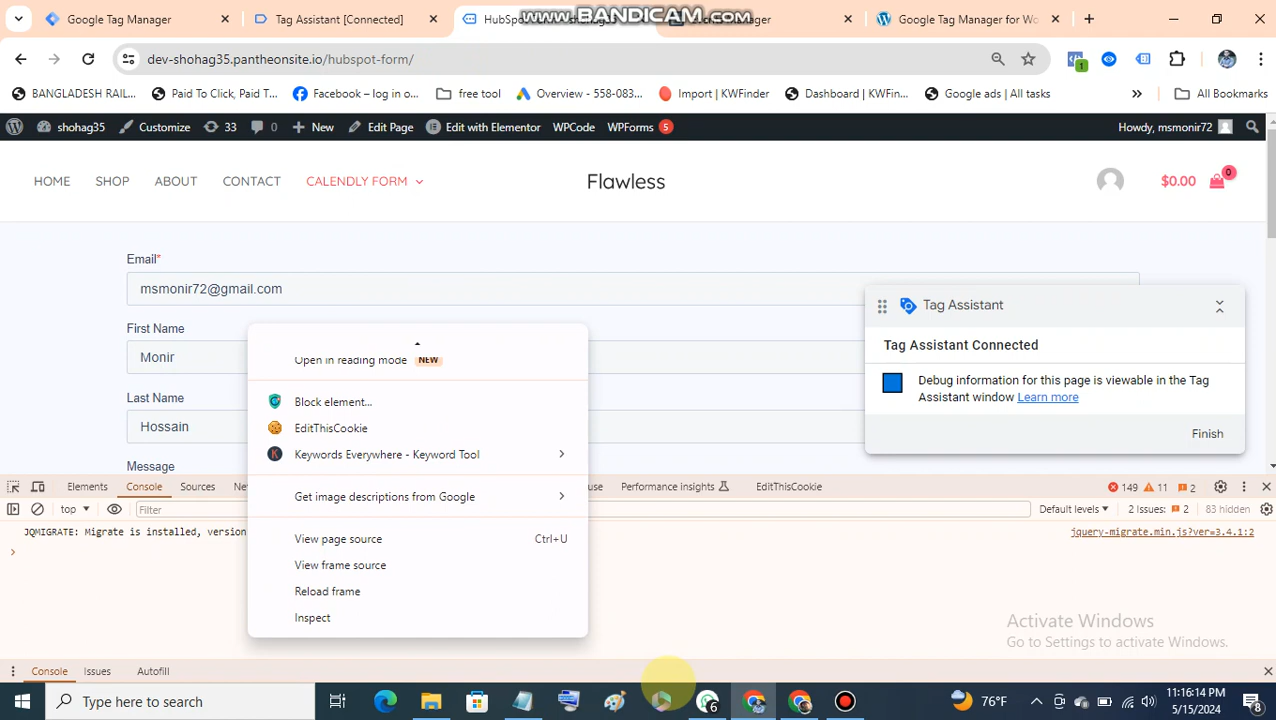 Google Tag Manager
Tag Assistant [Connected]
HubSpot
www.BANDICAM.com
Manager
Google Tag Manager for Wo
dev-shohag35.pantheonsite.io/hubspot-form/
1
BANGLADESH RAIL...
Paid To Click, Paid T...
Facebook – log in o...
free tool
Overview - 558-083...
Import | KWFinder
Dashboard | KWFin...
Google ads | All tasks
All Bookmarks
shohag35
Customize
33
0
New
Edit Page
Edit with Elementor
WPCode
WPForms
5
Howdy, msmonir72
HOME
SHOP
ABOUT
CONTACT
CALENDLY FORM
Flawless
$0.00
0
Email*
msmonir72@gmail.com
First Name
Monir
Last Name
Hossain
Message
Open in reading mode
NEW
Block element...
EditThisCookie
Keywords Everywhere - Keyword Tool
Get image descriptions from Google
View page source
Ctrl+U
View frame source
Reload frame
Inspect
Tag Assistant
Tag Assistant Connected
Debug information for this page is viewable in the Tag
Assistant window Learn more
Finish
Elements
Console
Sources
Ne
use
Performance insights
EditThisCookie
149
11
2
top
Filter
Default levels
2 Issues:
2
83 hidden
JQMIGRATE: Migrate is installed, version
jquery-migrate.min.js?ver=3.4.1:2
Activate Windows
Go to Settings to activate Windows.
Console
Issues
Autofill
Type here to search
6
76°F
11:16:14 PM
5/15/2024
8